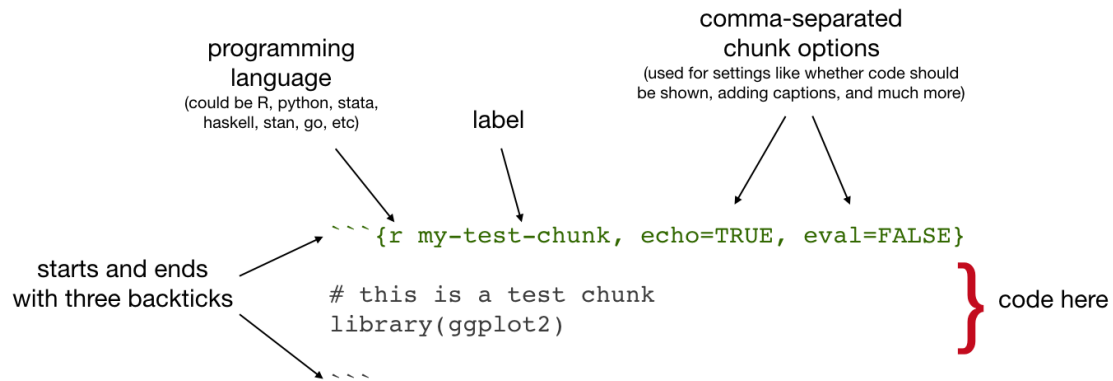 comma-separated
chunk options
(used for settings like whether code should
be shown, adding captions, and much more)
programming
language
(could be R, python, stata,
haskell, stan, go, etc)
label
```{r my-test-chunk, echo=TRUE, eval=FALSE}
starts and ends
with three backticks
# this is a test chunk
library(ggplot2)
} code here
```